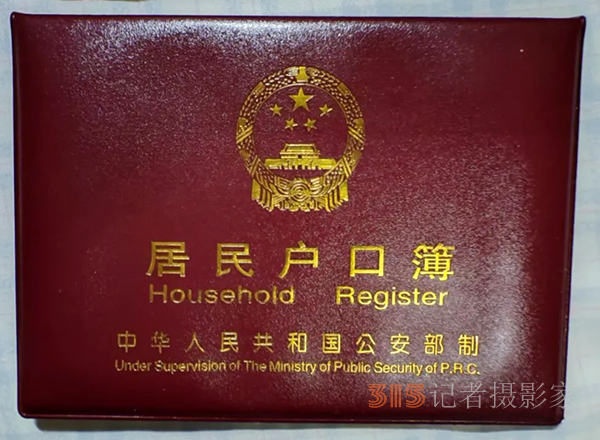 居民户口簿
Household Register
中华人民共和国公安部制
Under Supervision of The Ministry of Public Security of P.R.C.
315记者摄影家